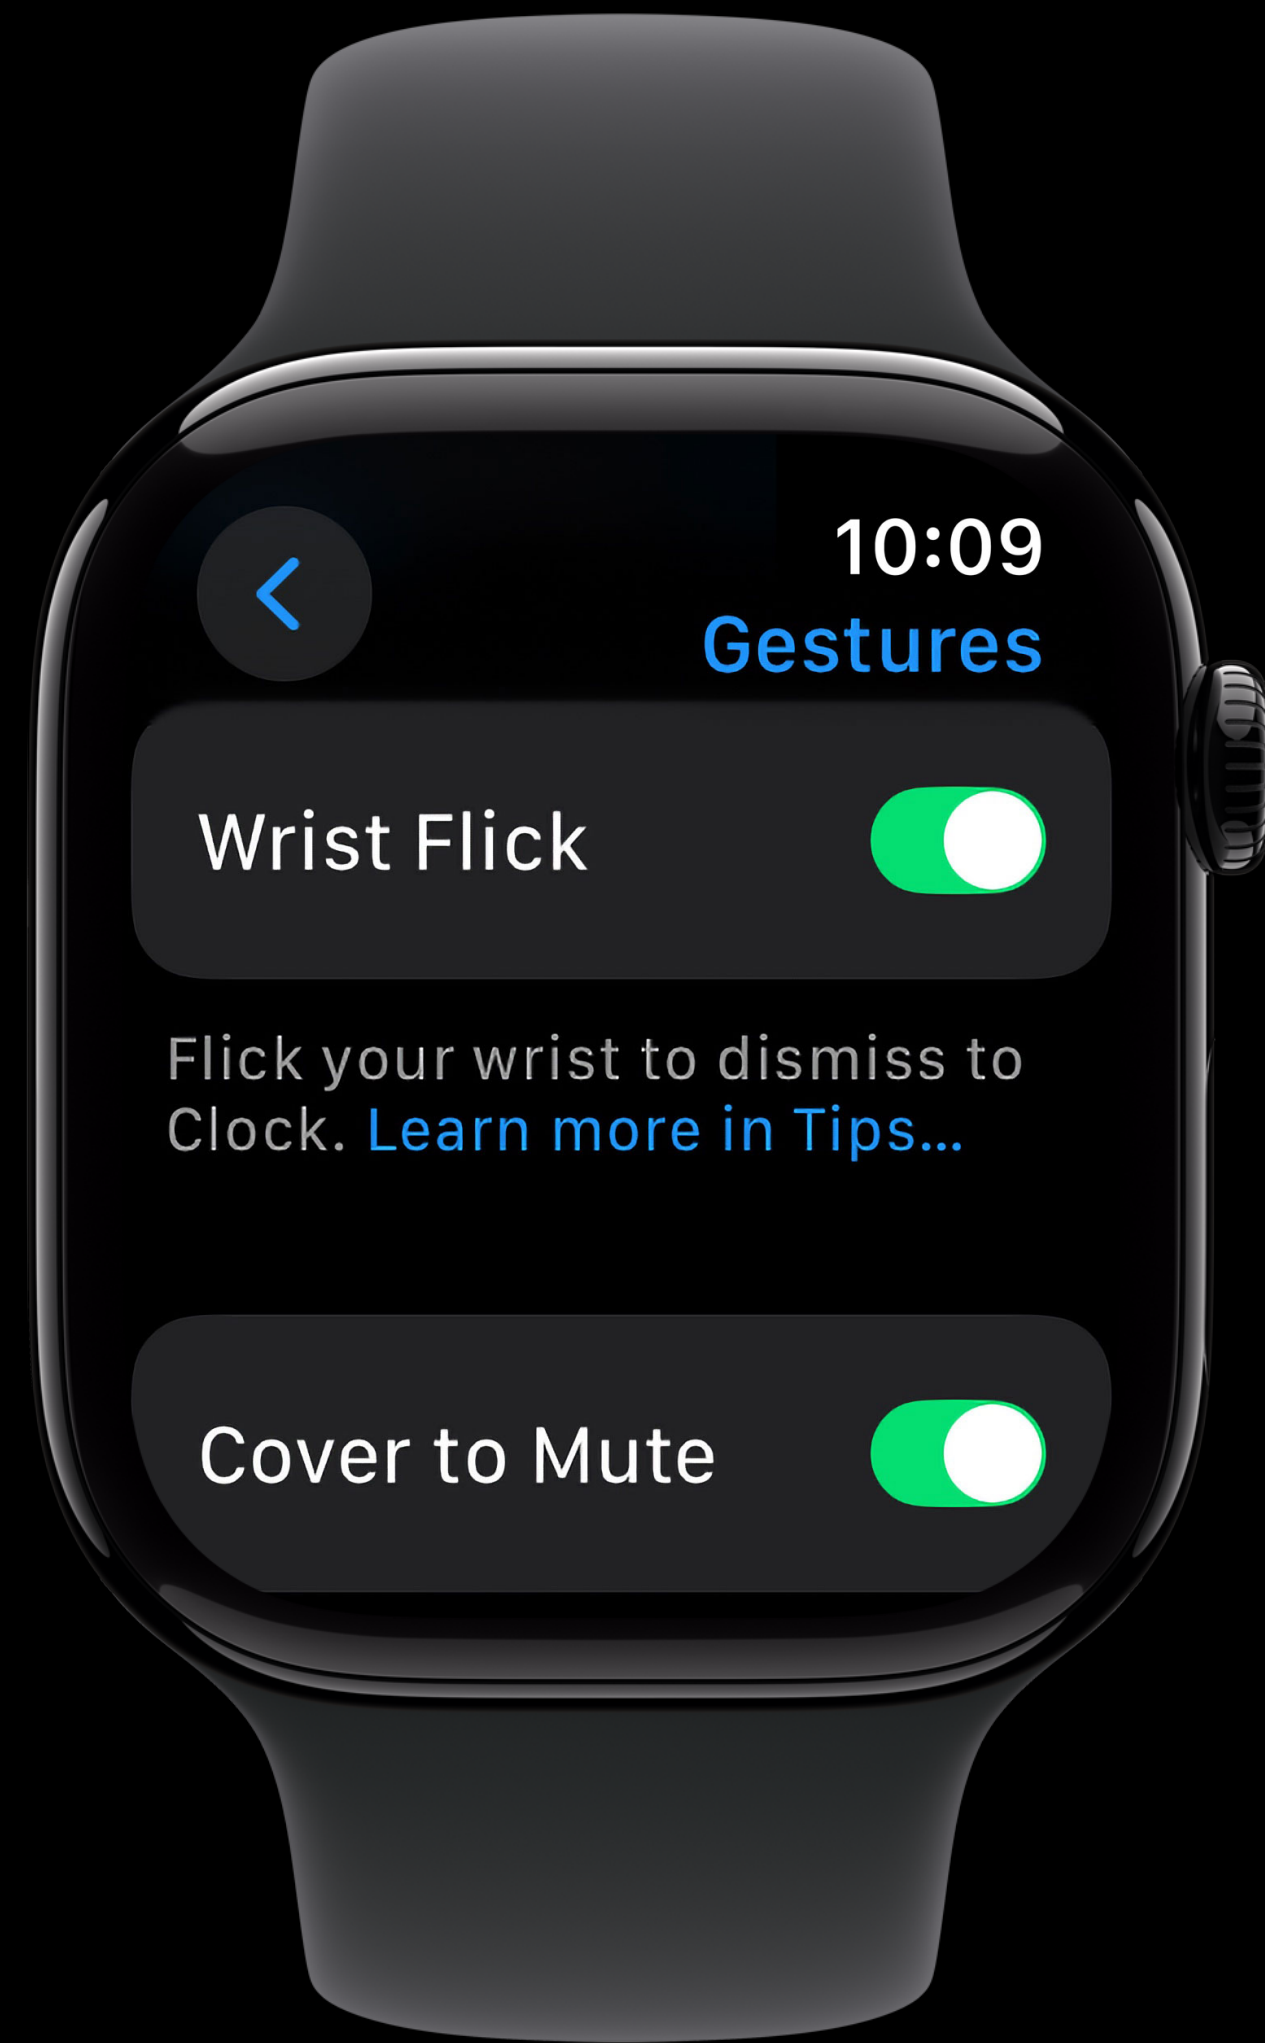 10:09
Gestures
Wrist Flick
Flick your wrist to dismiss to
Clock. Learn more in Tips...
Cover to Mute